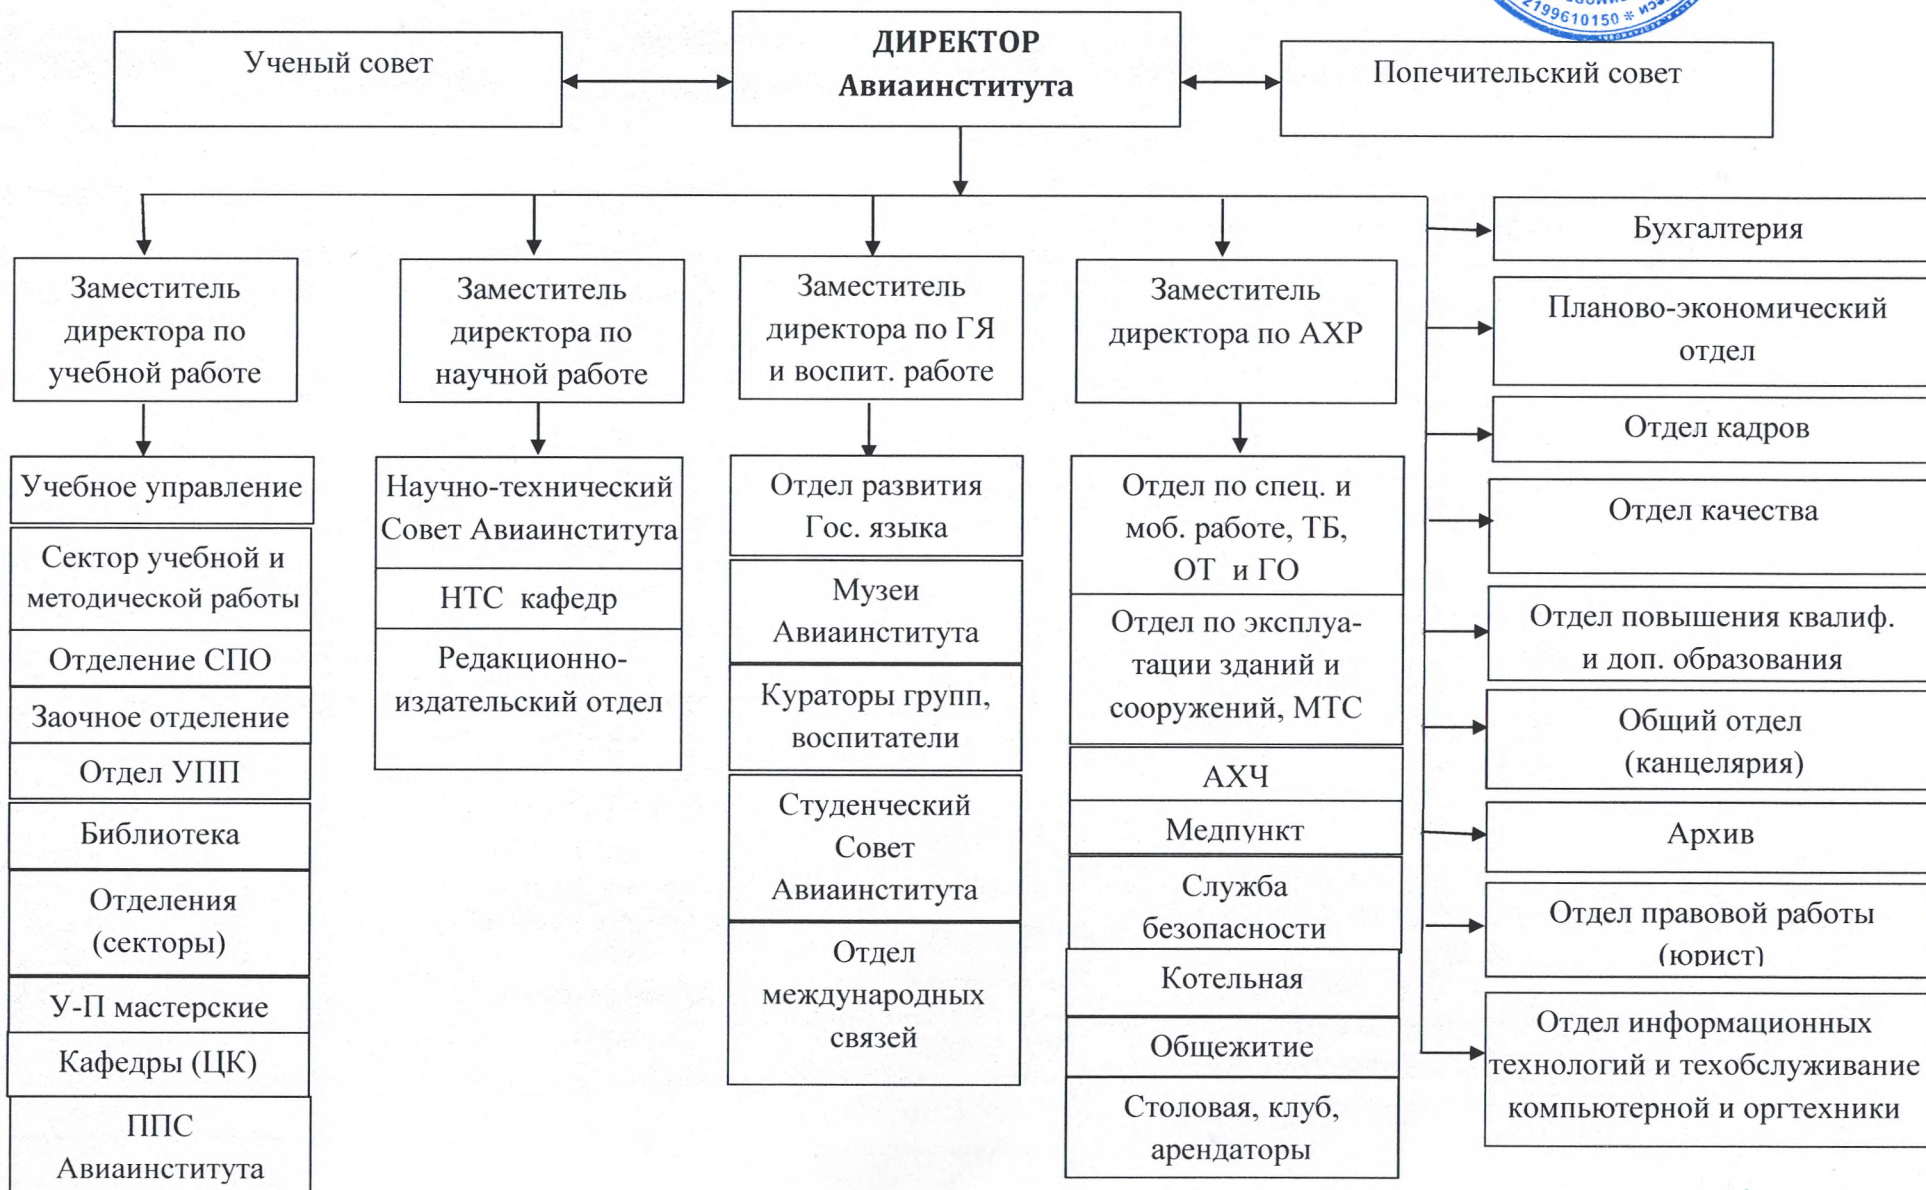 2199610150 *
ДИРЕКТОР
Авиаинститута
Ученый совет
Попечительский совет
Заместитель
директора по
учебной работе
Учебное управление
Сектор учебной и
методической работы
Отделение СПО
Заочное отделение
Отдел УПП
Библиотека
Отделения
(секторы)
У-П мастерские
Кафедры (ЦК)
ППС
Авиаинститута
Заместитель
директора по
научной работе
Научно-технический
Совет Авиаинститута
НТС кафедр
Редакционно-
издательский отдел
Заместитель
директора по ГЯ
и воспит. работе
Отдел развития
Гос. языка
Музеи
Авиаинститута
Кураторы групп,
воспитатели
Студенческий
Совет
Авиаинститута
Отдел
международных
связей
Заместитель
директора по АХР
Отдел по спец. и
моб. работе, ТБ,
ОТ и ГО
Отдел по эксплуа-
тации зданий и
сооружений, МТС
АХЧ
Медпункт
Служба
безопасности
Котельная
Общежитие
Столовая, клуб,
арендаторы
Бухгалтерия
Планово-экономический
отдел
Отдел кадров
Отдел качества
Отдел повышения квалиф.
и доп. образования
Общий отдел
(канцелярия)
Архив
Отдел правовой работы
(юрист)
Отдел информационных
технологий и техобслуживание
компьютерной и оргтехники